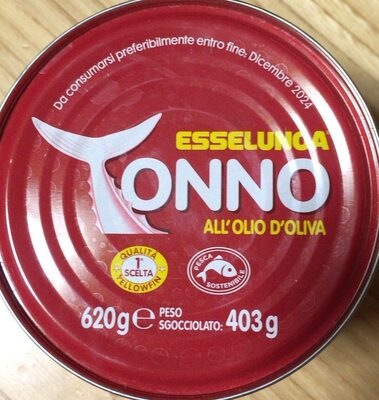 Da consumarsi preferibilmente entro fine: Dicembre 2024
ESSELUNGA
TONNO
ALL'OLIO D'OLIVA
QUALITÀ
1ª
SCELTA
YELLOWFIN
PESCA
SOSTENIBILE
620g e PESO
SGOCCIOLATO: 403g